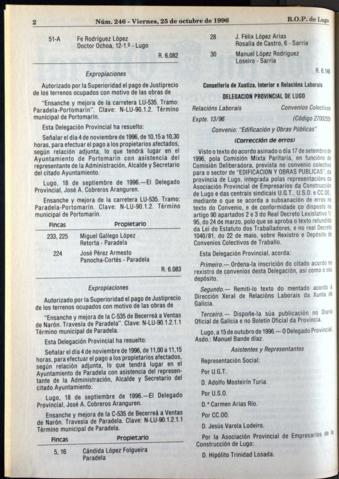 2
Núm. 246 - Viernes, 25 de octubre de 1996
B.O.P. de Lugo
51-A Fe Rodríguez López
Doctor Ochoa, 12-1.º - Lugo
R. 6.082
Expropiaciones
Autorizado por la Superioridad el pago de Justiprecio
de los terrenos ocupados con motivo de las obras de
"Ensanche y mejora de la carretera LU-535. Tramo:
Paradela-Portomarín". Clave: N-LU-90.1.2. Término
municipal de Portomarín.
Esta Delegación Provincial ha resuelto:
Señalar el día 4 de noviembre de 1996, de 10,15 a 10,30
horas, para efectuar el pago a los propietarios afectados,
según relación adjunta, lo que tendrá lugar en el
Ayuntamiento de Portomarín con asistencia del
representante de la Administración, Alcalde y Secretario
del citado Ayuntamiento.
Lugo, 18 de septiembre de 1996.—El Delegado
Provincial, José A. Cobreros Aranguren.
Ensanche y mejora de la carretera LU-535. Tramo:
Paradela-Portomarín. Clave: N-LU-90.1.2. Término
municipal de Portomarín.
Fincas Propietario
233, 225 Miguel Gallego López
Retorta - Paradela
224 José Pérez Armesto
Panocha-Cortés - Paradela
R. 6.083
Expropiaciones
Autorizado por la Superioridad el pago de Justiprecio
de los terrenos ocupados con motivo de las obras de
"Ensanche y mejora de la C-535 de Becerreá a Ventas
de Narón. Travesía de Paradela". Clave: N-LU-90.1.2.1.1
Término municipal de Paradela.
Esta Delegación Provincial ha resuelto:
Señalar el día 4 de noviembre de 1996, de 11,00 a 11,15
horas, para efectuar el pago a los propietarios afectados,
según relación adjunta, lo que tendrá lugar en el
Ayuntamiento de Paradela con asistencia del represen-
tante de la Administración, Alcalde y Secretario del
citado Ayuntamiento.
Lugo, 18 de septiembre de 1996.—El Delegado
Provincial, José A. Cobreros Aranguren.
Ensanche y mejora de la C-535 de Becerreá a Ventas
de Narón. Travesía de Paradela. Clave: N-LU-90.1.2.1.1
Término municipal de Paradela.
Fincas Propietario
5, 16 Cándida López Folgueira
Paradela
28 J. Félix López Arias
Rosalía de Castro, 6 - Sarria
30 Manuel Rodríguez López
Loseiro - Sarria
Consellería de Xustiza, Interior e Relacións Laborais
DELEGACION PROVINCIAL DE LUGO
Relacións Laborais Convenios Colectivos
Expte. 13/96
Convenio: "Edificación y Obras Públicas"
(Corrección de erros)
Visto o texto do acordo asinado o día 17 de setembro de
1996, pola Comisión Mixta Paritaria, en funcións de
Comisión Deliberadora, prevista no convenio colectivo
para o sector de "EDIFICACION E OBRAS PUBLICAS", da
provincia de Lugo, integrada polas representacións da
Asociación Provincial de Empresarios da Construcción
de Lugo e das centrais sindicais U.G.T., U.S.O. e CC.OO.
mediante o que se acorda a subsanación de erros no
texto do Convenio, e de conformidade co disposto no
artigo 90 apartados 2 e 3 do Real Decreto Lexislativo 1/
95, do 24 de marzo, polo que se aproba o texto refundido
da Lei do Estatuto dos Traballadores, e no real Decreto
1040/81, do 22 de maio, sobre Rexistro e Depósito de
Convenios Colectivos de Traballo.
Esta Delegación Provincial, acorda:
Primeiro.— Ordena-la inscrición do citado acordo no
rexistro de convenios desta Delegación, así como o seu
depósito.
Segundo.— Remiti-lo texto do mentado acordo á
Dirección Xeral de Relacións Laborais da Xunta de
Galicia.
Terceiro.— Dispoñe-la súa publicación no Diario
Oficial de Galicia e no Boletín Oficial da Provincia.
Lugo, a 15 de outubro de 1996.—O Delegado Provincial,
Asdo.: Manuel Bande díaz.
Asistentes y Representantes
Representación Social:
Por U.G.T.
D. Adolfo Mosteirín Turia.
Por U.S.O.
D.ª Carmen Arias Río.
Por CC.OO.
D. Jesús Varela Lodeiro.
Por la Asociación Provincial de Empresarios de la
Construcción de Lugo:
D. Hipólito Trinidad Losada.